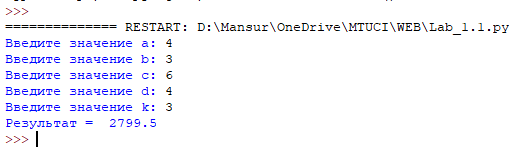 >>>
============== RESTART: D:\Mansur\OneDrive\MTUCI\WEB\Lab_1.1.py
Введите значение a: 4
Введите значение b: 3
Введите значение c: 6
Введите значение d: 4
Введите значение k: 3
Результат =  2799.5
>>>